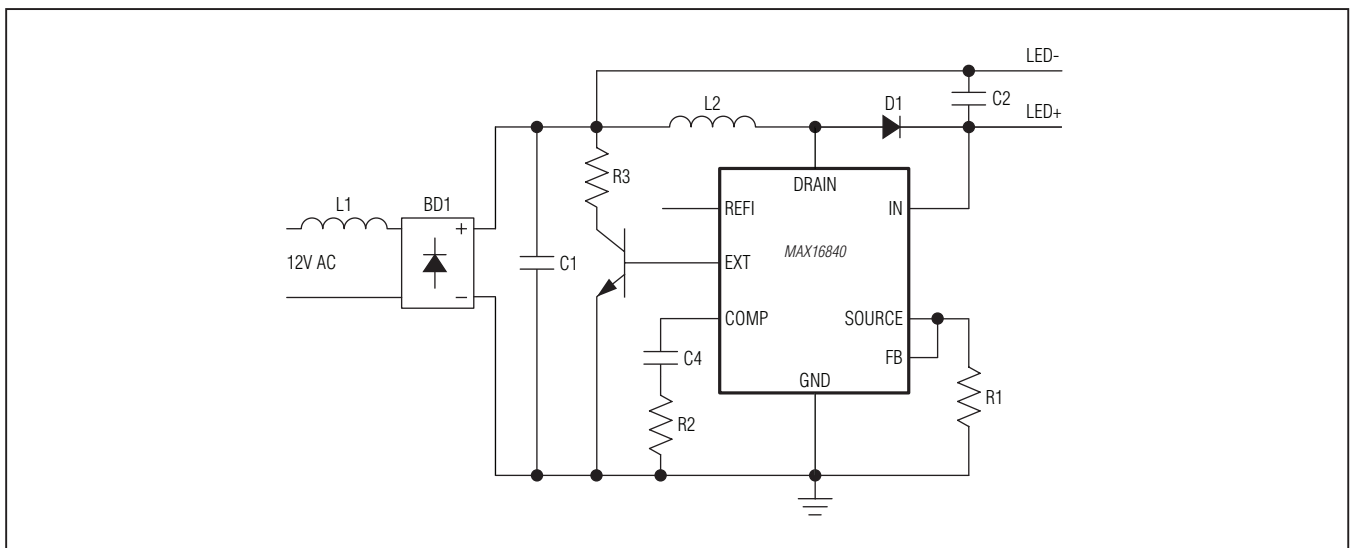 LED-
C2
LED+
L2
D1
R3
DRAIN
L1
BD1
REFI
IN
+
MAX16840
12V AC
C1
EXT
–
COMP
SOURCE
C4
FB
GND
R1
R2